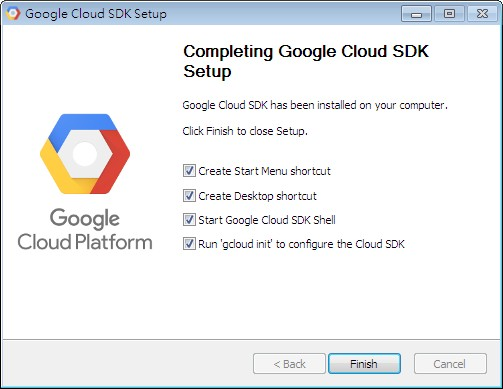 Google Cloud SDK Setup
Completing Google Cloud SDK
Setup
Google Cloud SDK has been installed on your computer.
Click Finish to close Setup.
Create Start Menu shortcut
Create Desktop shortcut
Start Google Cloud SDK Shell
Run 'gcloud init' to configure the Cloud SDK
Google
Cloud Platform
< Back
Finish
Cancel